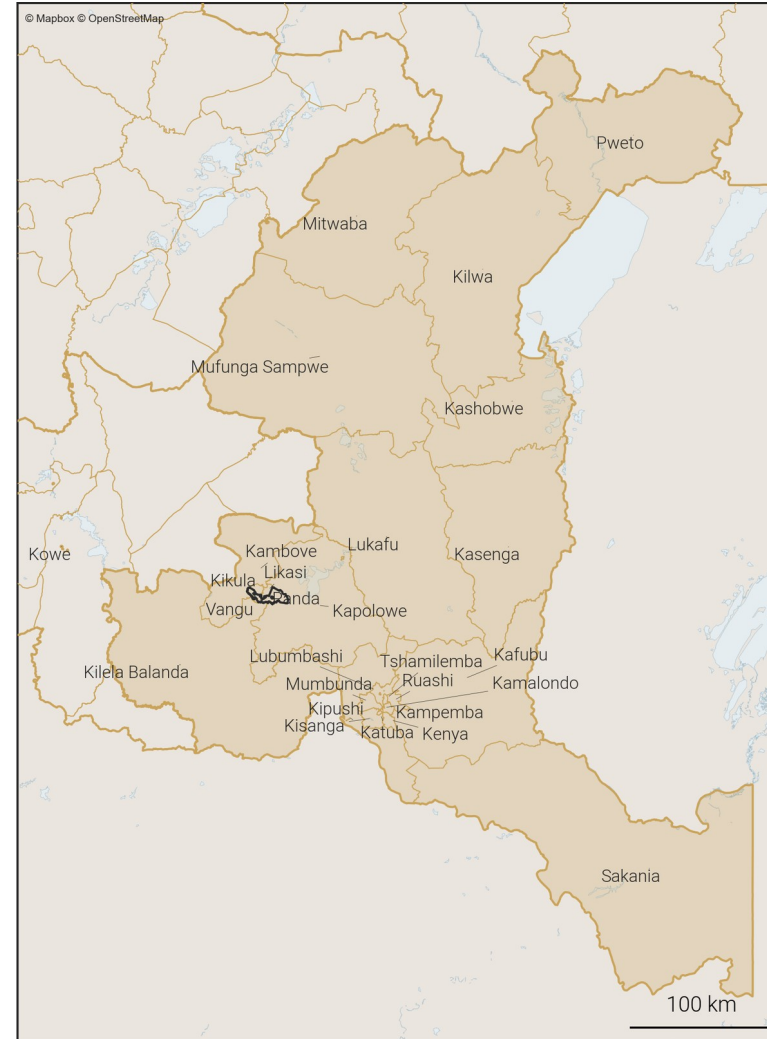 © Mapbox © OpenStreetMap
Pweto
Mitwaba
Kilwa
Mufunga Sampwe
Kashobwe
Lukafu
Kambove
Kowe
Kasenga
Likasi
Kikula
Panda
Vangu
Kapolowe
Lubumbashi
Tshamilemba
Kafubu
Kilela Balanda
Ruashi
Mumbunda
Kamalondo
Kipushi
Kampemba
Kisanga
Katuba
Kenya
Sakania
100 km